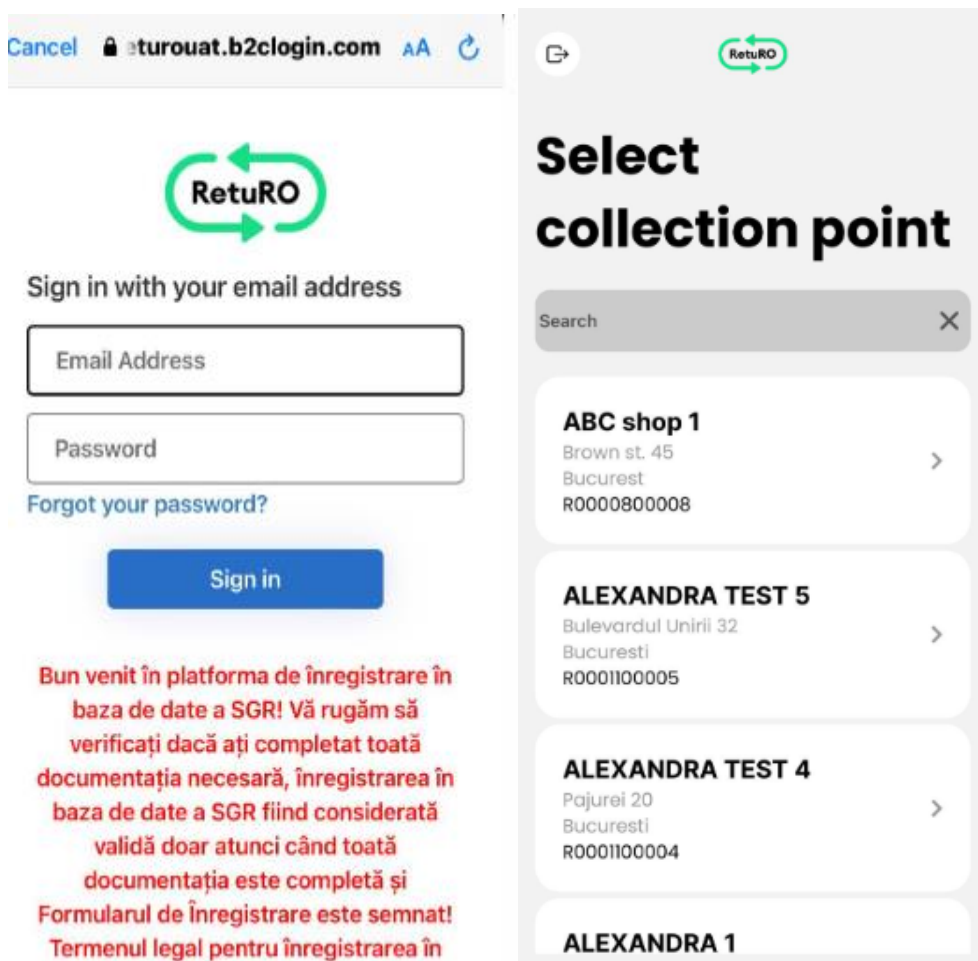 Cancel eturouat.b2clogin.com AA
RetuRO
Sign in with your email address
Email Address
Password
Forgot your password?
Sign in
Bun venit în platforma de înregistrare în
baza de date a SGR! Vă rugăm să
verificați dacă ați completat toată
documentația necesară, înregistrarea în
baza de date a SGR fiind considerată
validă doar atunci când toată
documentația este completă și
Formularul de Înregistrare este semnat!
Termenul legal pentru înregistrarea în
RetuRO
Select
collection point
Search
ABC shop 1
Brown st. 45
Bucurest
R0000800008
ALEXANDRA TEST 5
Bulevardul Unirii 32
Bucuresti
R0001100005
ALEXANDRA TEST 4
Pajurei 20
Bucuresti
R0001100004
ALEXANDRA 1